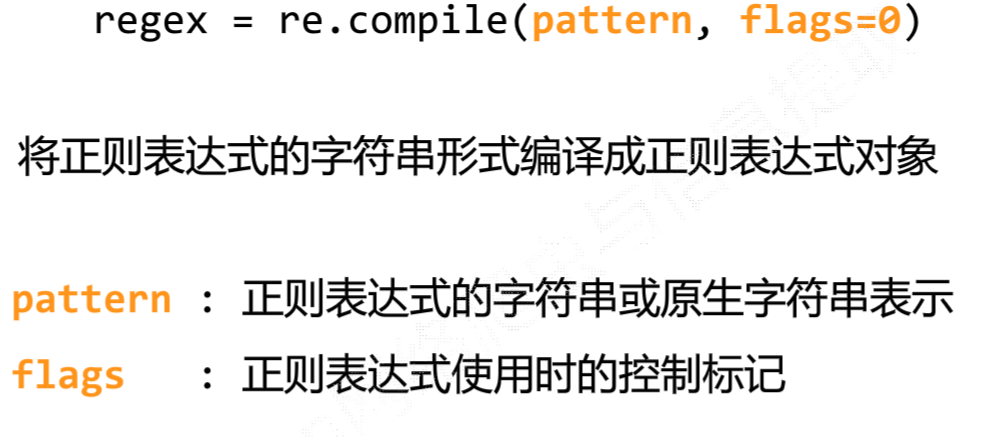 regex = re.compile(pattern, flags=0)
将正则表达式的字符串形式编译成正则表达式对象
pattern : 正则表达式的字符串或原生字符串表示
flags : 正则表达式使用时的控制标记